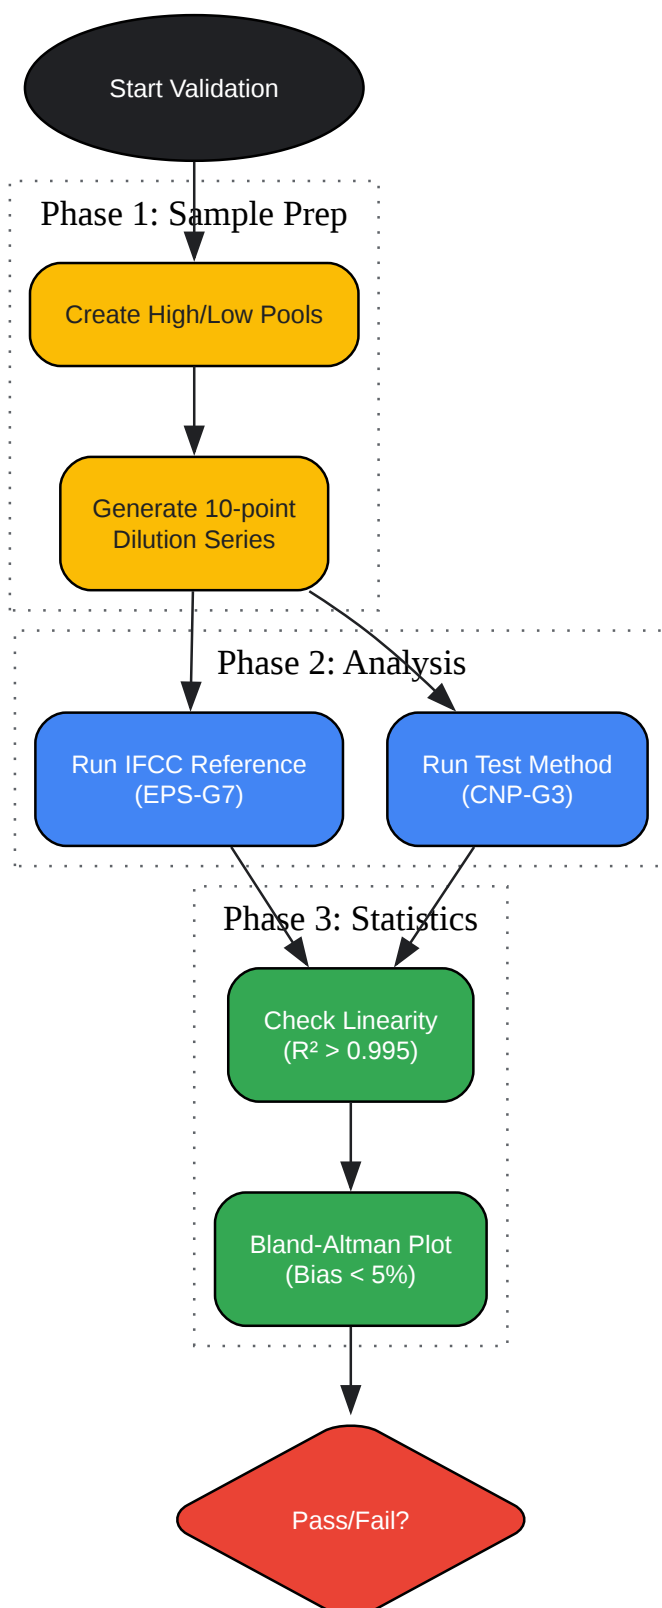 Start Validation
Phase 1: Sample Prep
Create High/Low Pools
Generate 10-point
Dilution Series
Phase 2: Analysis
Run IFCC Reference
(EPS-G7)
Run Test Method
(CNP-G3)
Phase 3: Statistics
Check Linearity
(R² > 0.995)
Bland-Altman Plot
(Bias < 5%)
Pass/Fail?